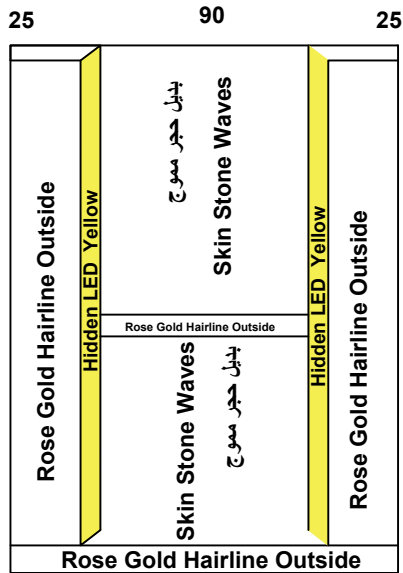 25
90
25
بديل حجر مموج
Skin Stone Waves
Rose Gold Hairline Outside
Hidden LED Yellow
Hidden LED Yellow
Rose Gold Hairline Outside
Rose Gold Hairline Outside
Skin Stone Waves
بديل حجر مموج
Rose Gold Hairline Outside